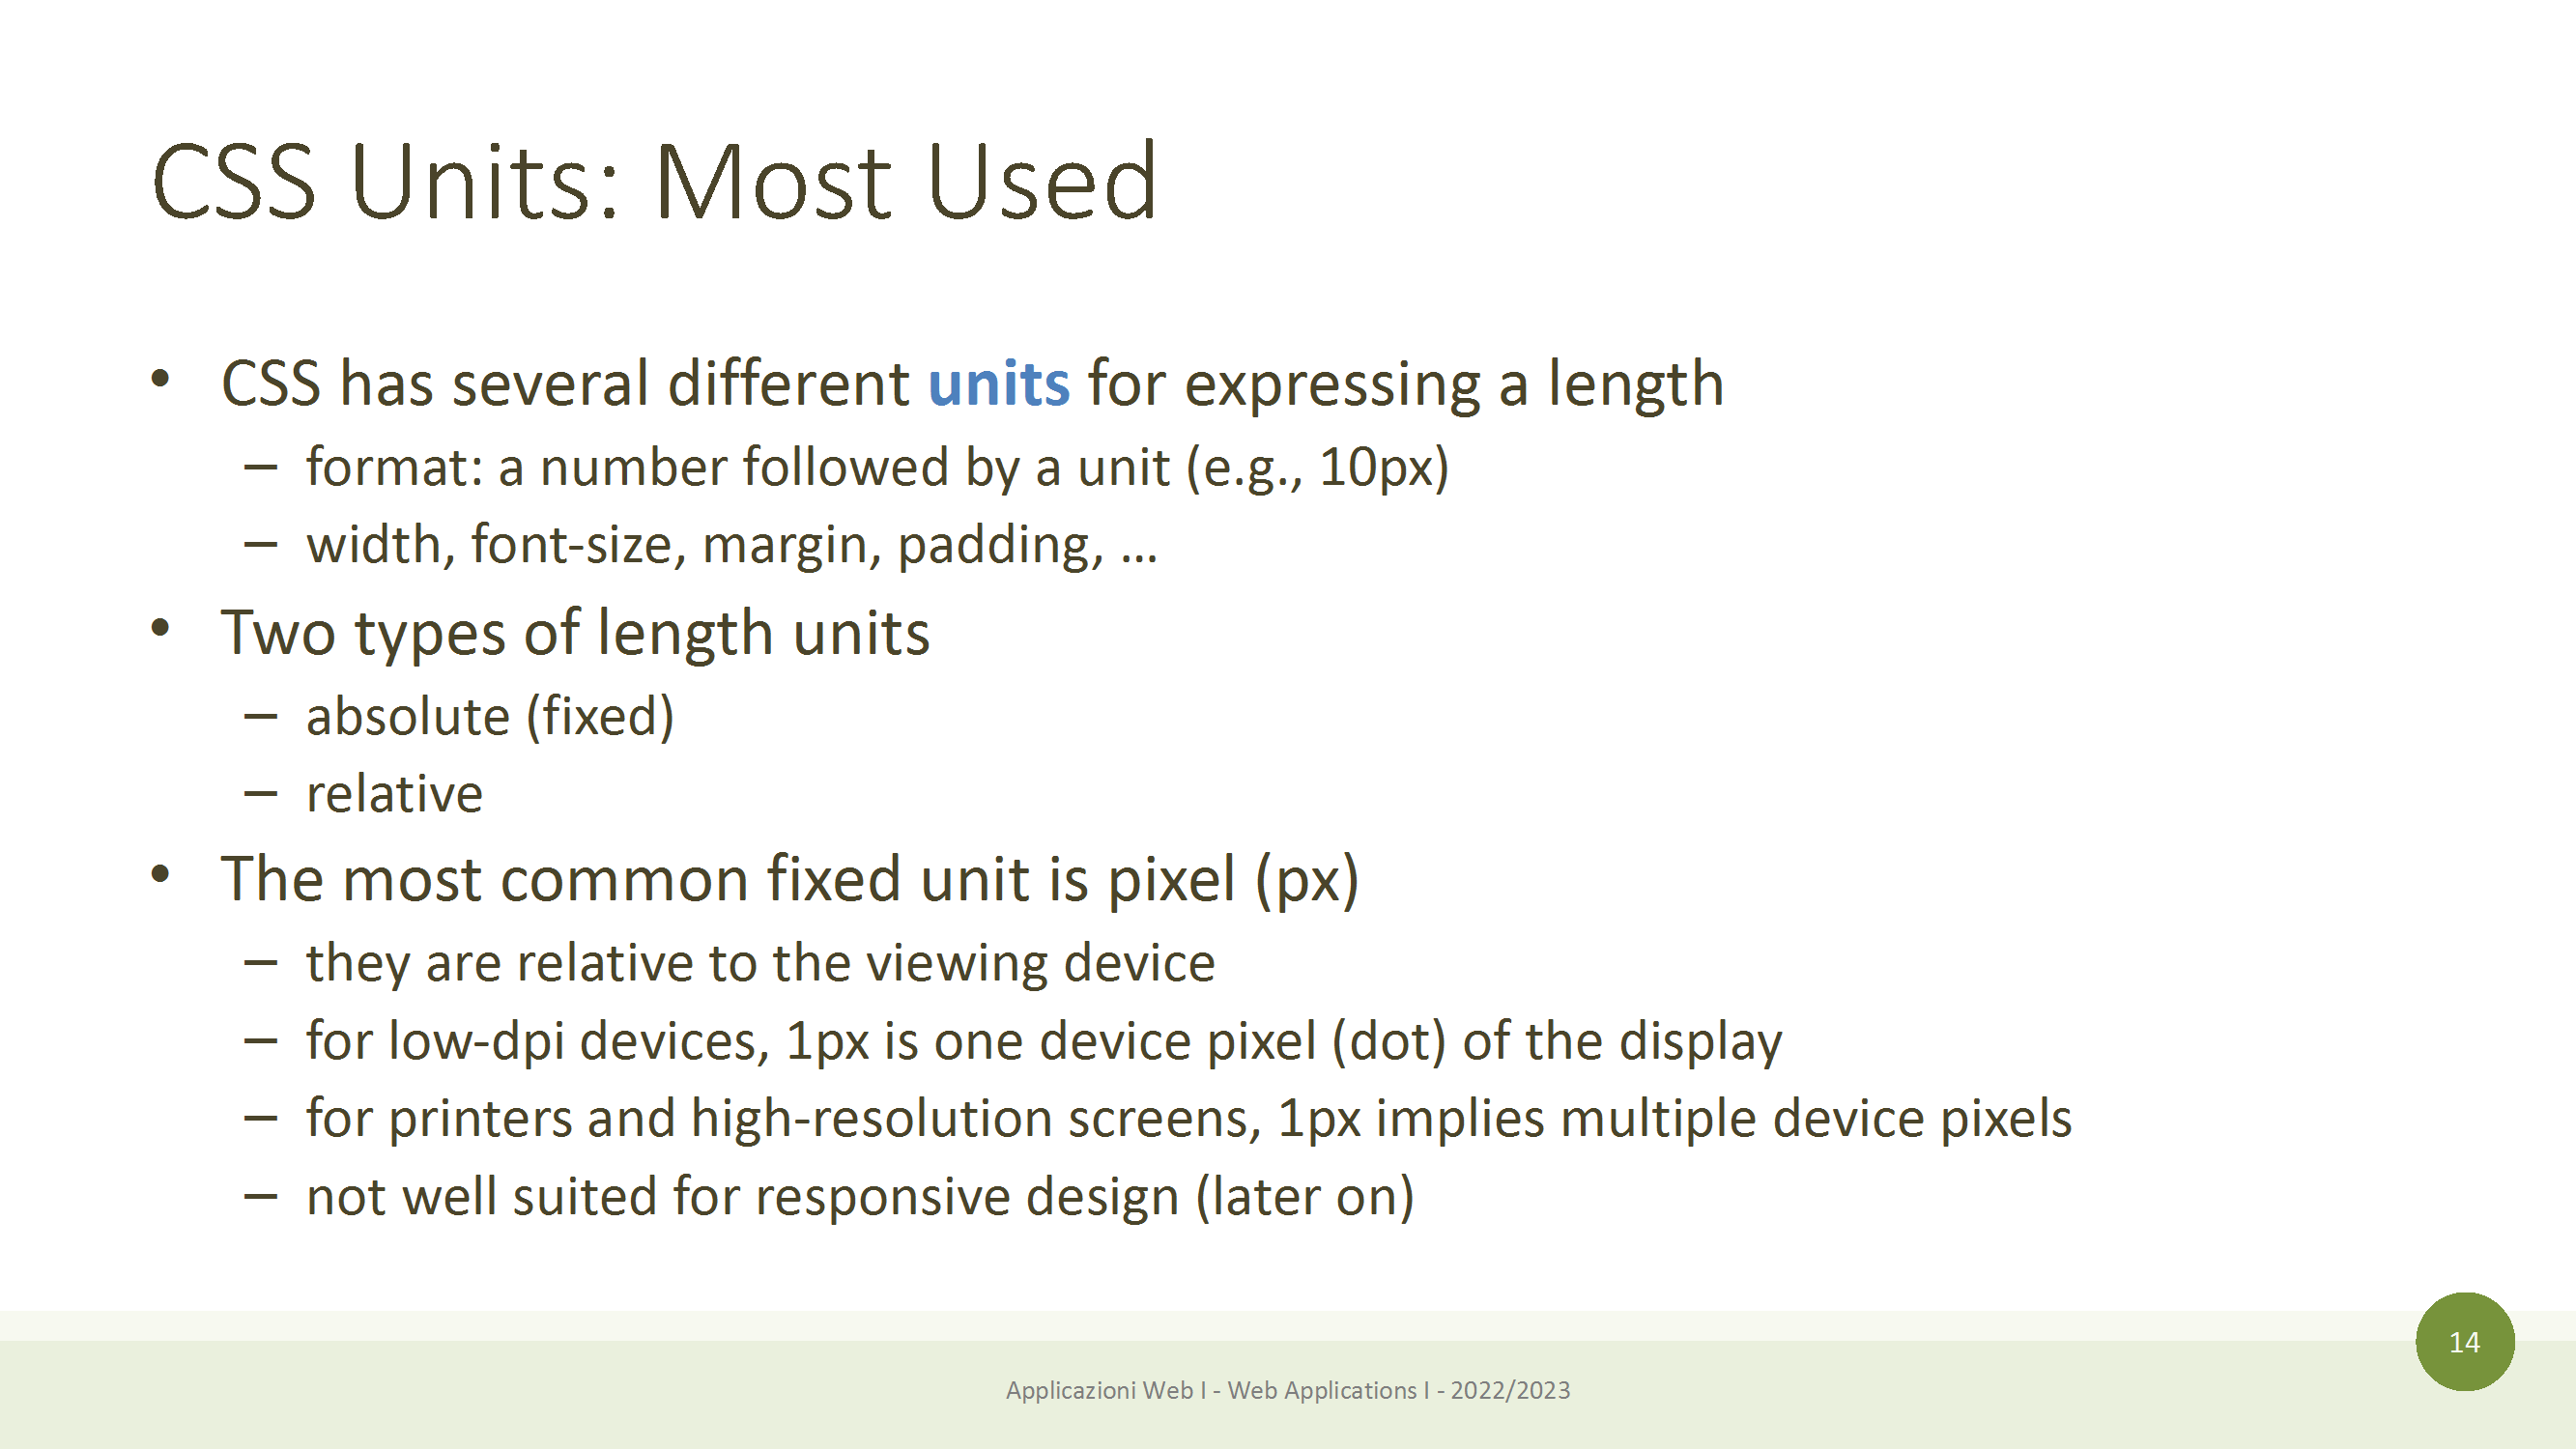 CSS Units: Most Used
• CSS has several different units for expressing a length
– format: a number followed by a unit (e.g., 10px)
– width, font-size, margin, padding, …
• Two types of length units
– absolute (fixed)
– relative
• The most common fixed unit is pixel (px)
– they are relative to the viewing device
– for low-dpi devices, 1px is one device pixel (dot) of the display
– for printers and high-resolution screens, 1px implies multiple device pixels
– not well suited for responsive design (later on)
14
Applicazioni Web I - Web Applications I - 2022/2023